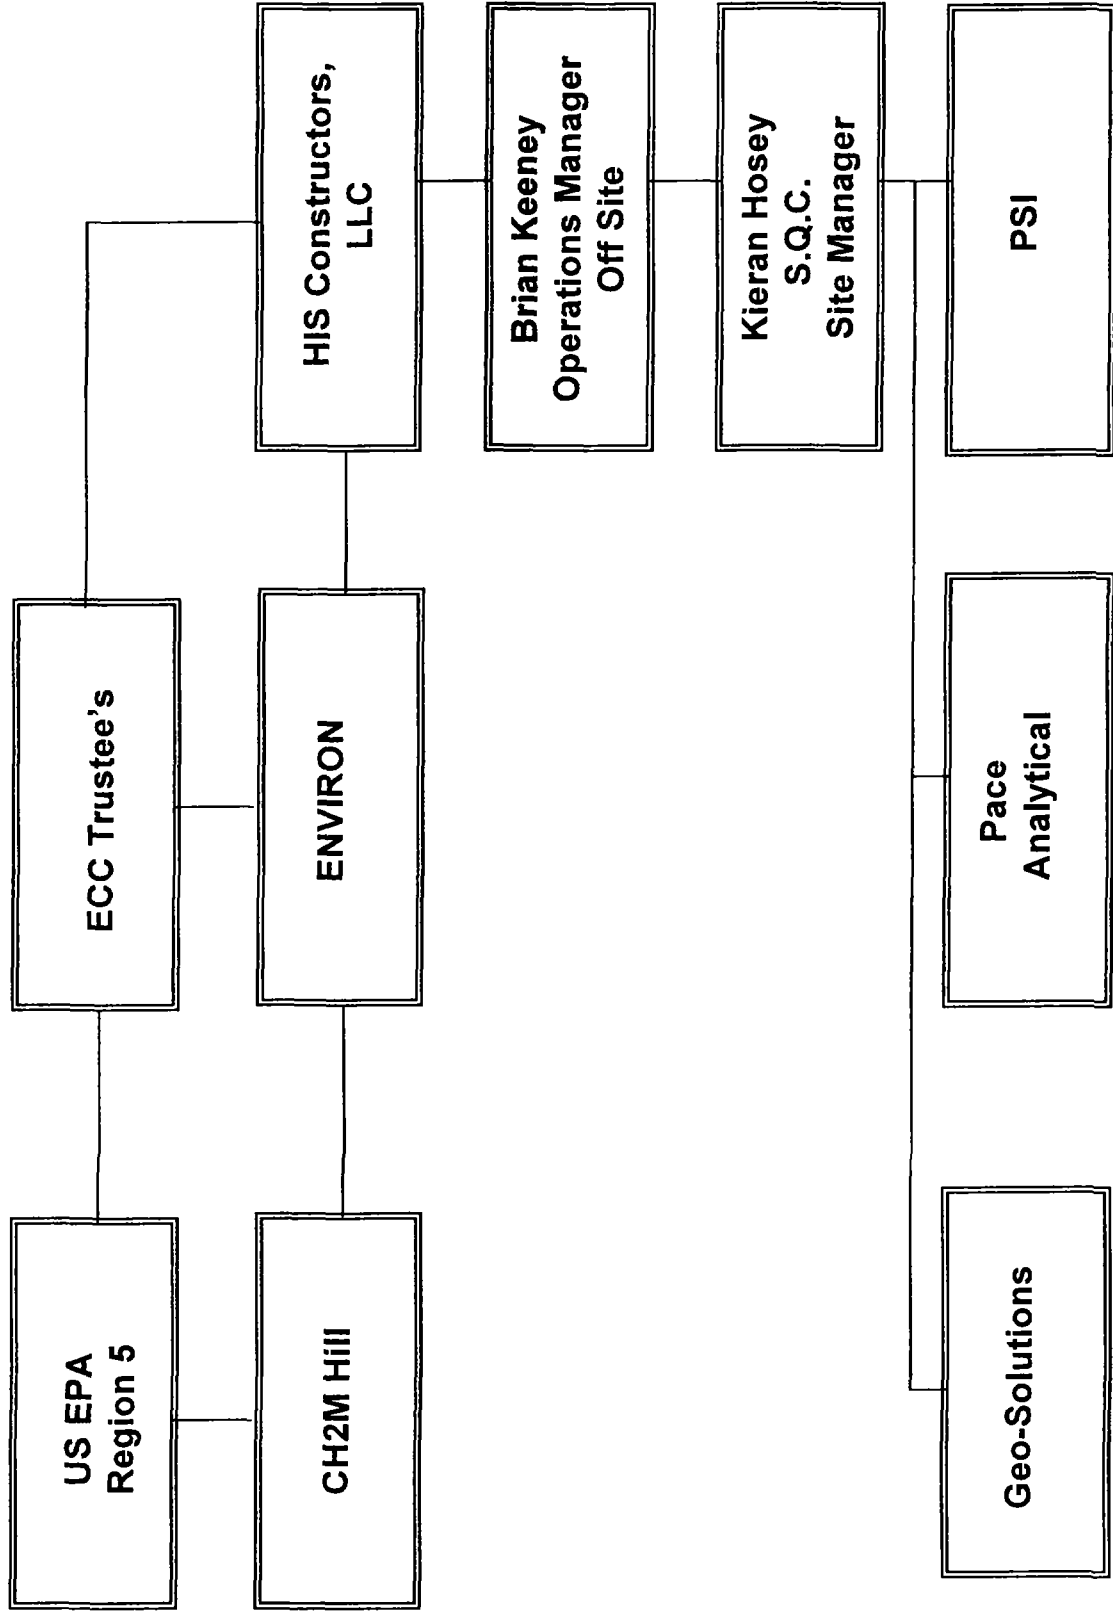 US EPA
Region 5
ECC Trustee's
CH2M Hill
ENVIRON
HIS Constructors,
LLC
Brian Keeney
Operations Manager
Off Site
Kieran Hosey
S.Q.C.
Site Manager
Geo-Solutions
Pace
Analytical
PSI